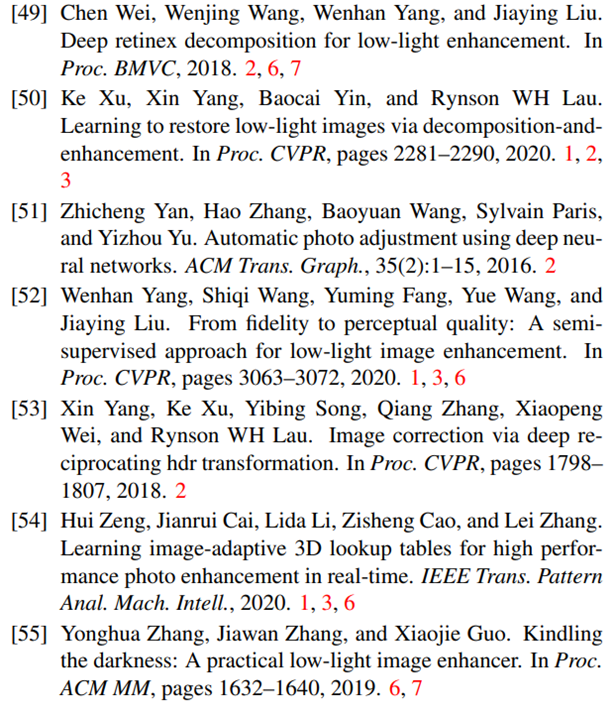 [49] Chen Wei, Wenjing Wang, Wenhan Yang, and Jiaying Liu.
Deep retinex decomposition for low-light enhancement. In
Proc. BMVC, 2018. 2, 6, 7
[50] Ke Xu, Xin Yang, Baocai Yin, and Rynson WH Lau.
Learning to restore low-light images via decomposition-and-
enhancement. In Proc. CVPR, pages 2281–2290, 2020. 1, 2,
3
[51] Zhicheng Yan, Hao Zhang, Baoyuan Wang, Sylvain Paris,
and Yizhou Yu. Automatic photo adjustment using deep neu-
ral networks. ACM Trans. Graph., 35(2):1–15, 2016. 2
[52] Wenhan Yang, Shiqi Wang, Yuming Fang, Yue Wang, and
Jiaying Liu. From fidelity to perceptual quality: A semi-
supervised approach for low-light image enhancement. In
Proc. CVPR, pages 3063–3072, 2020. 1, 3, 6
[53] Xin Yang, Ke Xu, Yibing Song, Qiang Zhang, Xiaopeng
Wei, and Rynson WH Lau. Image correction via deep re-
ciprocating hdr transformation. In Proc. CVPR, pages 1798–
1807, 2018. 2
[54] Hui Zeng, Jianrui Cai, Lida Li, Zisheng Cao, and Lei Zhang.
Learning image-adaptive 3D lookup tables for high perfor-
mance photo enhancement in real-time. IEEE Trans. Pattern
Anal. Mach. Intell., 2020. 1, 3, 6
[55] Yonghua Zhang, Jiawan Zhang, and Xiaojie Guo. Kindling
the darkness: A practical low-light image enhancer. In Proc.
ACM MM, pages 1632–1640, 2019. 6, 7